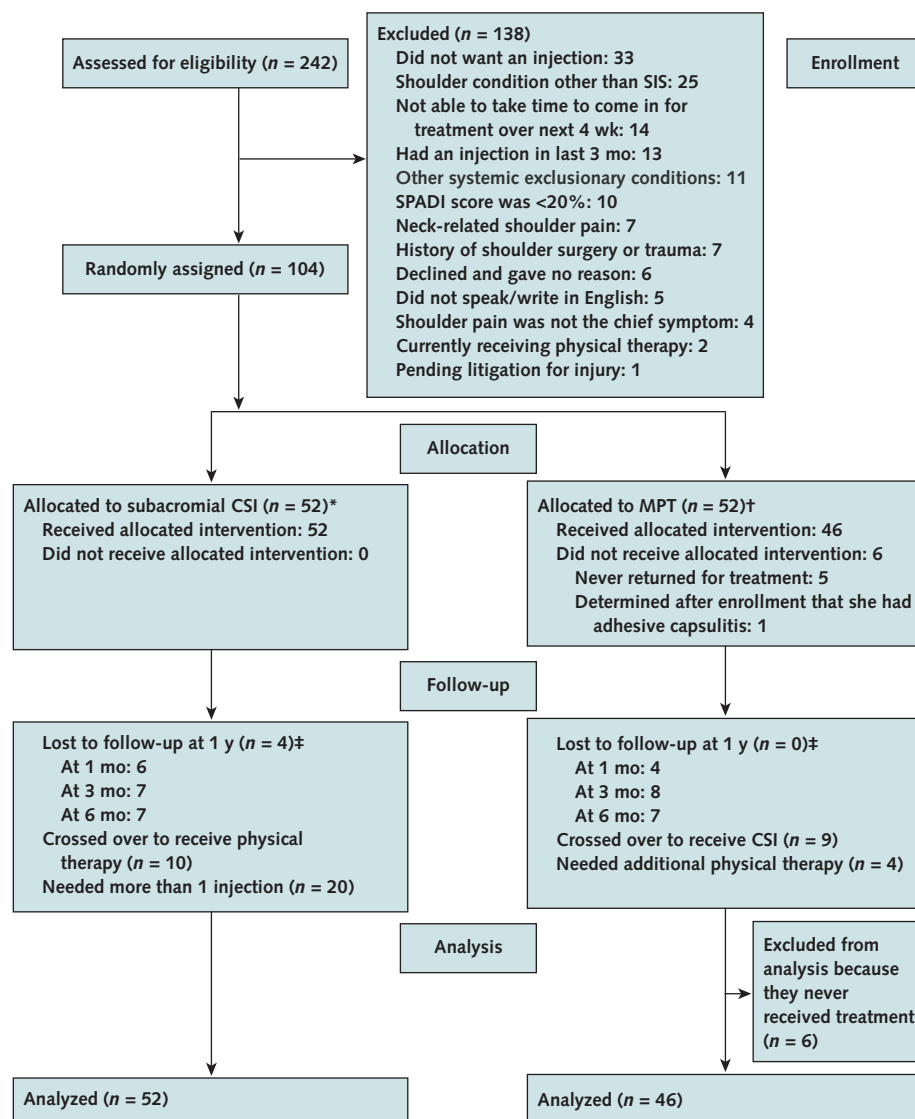 Assessed for eligibility (n = 242)
Excluded (n = 138)
Did not want an injection: 33
Shoulder condition other than SIS: 25
Not able to take time to come in for
treatment over next 4 wk: 14
Had an injection in last 3 mo: 13
Other systemic exclusionary conditions: 11
SPADI score was <20%: 10
Neck-related shoulder pain: 7
History of shoulder surgery or trauma: 7
Declined and gave no reason: 6
Did not speak/write in English: 5
Shoulder pain was not the chief symptom: 4
Currently receiving physical therapy: 2
Pending litigation for injury: 1
Enrollment
Randomly assigned (n = 104)
Allocation
Allocated to subacromial CSI (n = 52)*
Received allocated intervention: 52
Did not receive allocated intervention: 0
Allocated to MPT (n = 52)†
Received allocated intervention: 46
Did not receive allocated intervention: 6
Never returned for treatment: 5
Determined after enrollment that she had
adhesive capsulitis: 1
Follow-up
Lost to follow-up at 1 y (n = 4)‡
At 1 mo: 6
At 3 mo: 7
At 6 mo: 7
Crossed over to receive physical
therapy (n = 10)
Needed more than 1 injection (n = 20)
Lost to follow-up at 1 y (n = 0)‡
At 1 mo: 4
At 3 mo: 8
At 6 mo: 7
Crossed over to receive CSI (n = 9)
Needed additional physical therapy (n = 4)
Analysis
Excluded from
analysis because
they never
received treatment
(n = 6)
Analyzed (n = 52)
Analyzed (n = 46)